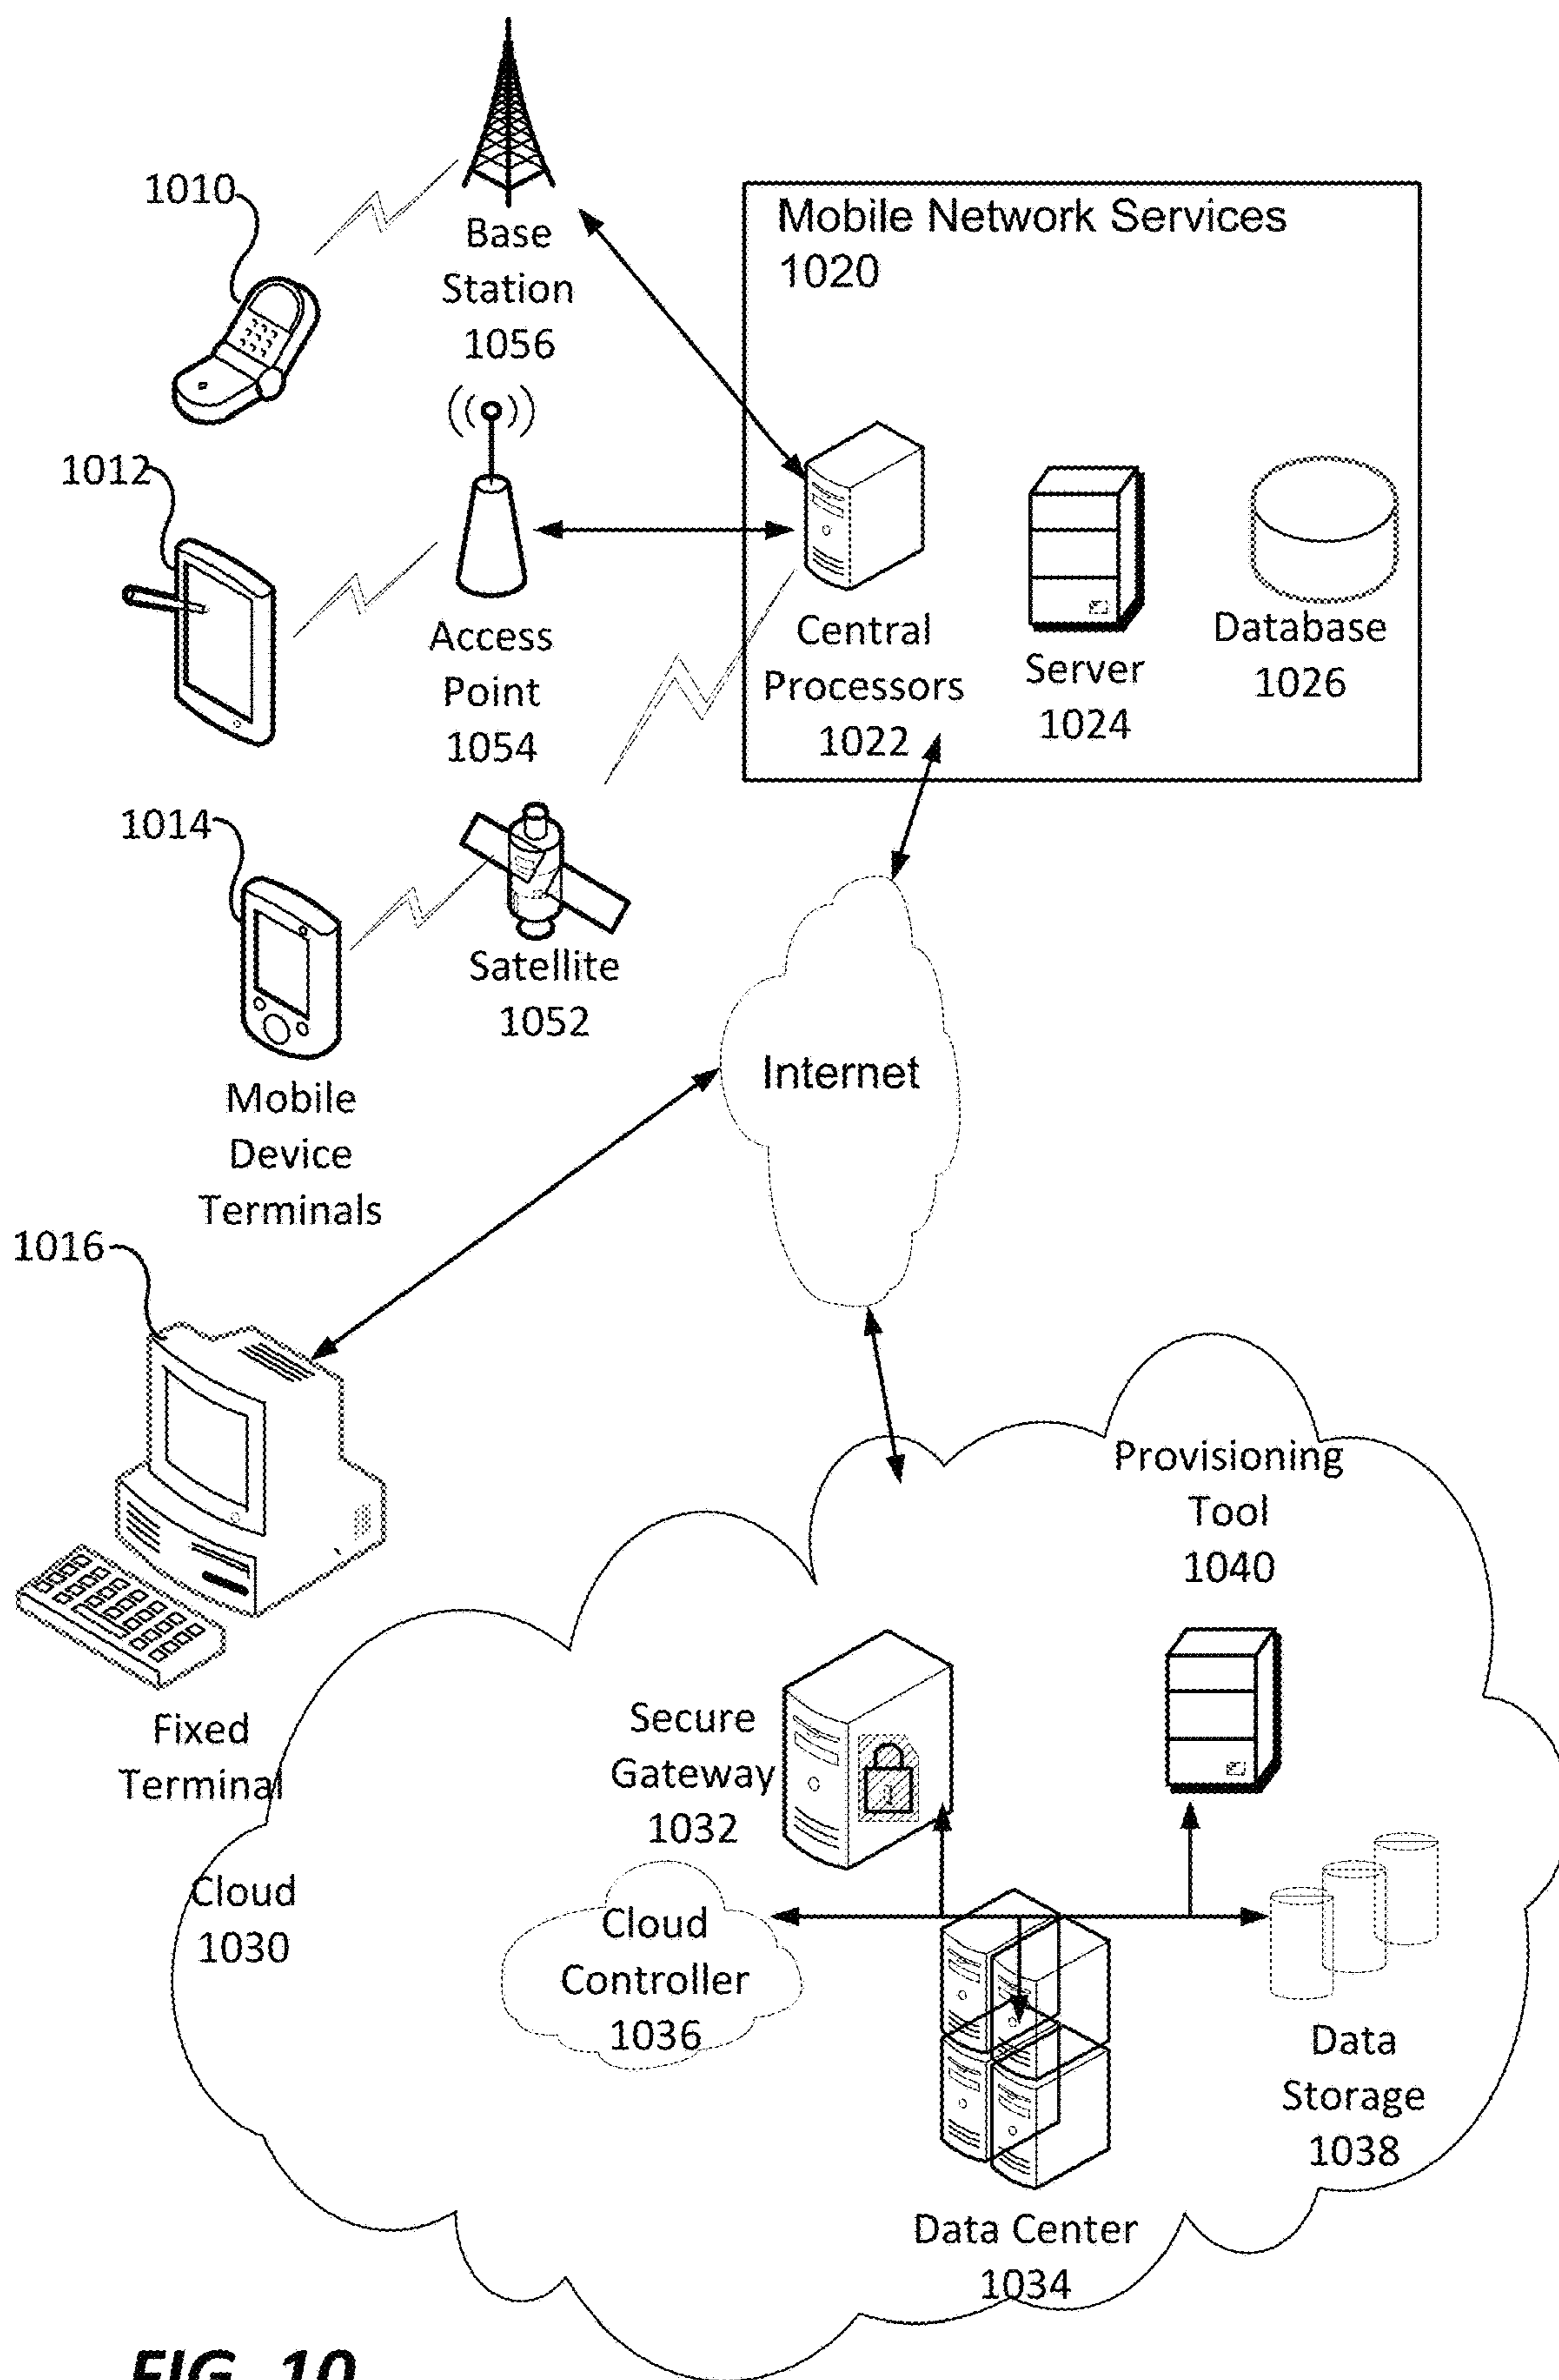 1010
Base
Station
1056
Mobile Network Services
1020
1012
Access
Point
1054
Central
Processors
1022
Server
1024
Database
1026
1014
Satellite
1052
Mobile
Device
Terminals
Internet
1016
Fixed
Terminal
Provisioning
Tool
1040
Secure
Gateway
1032
Cloud
1030
Cloud
Controller
1036
Data
Storage
1038
Data Center
1034
FIG. 10